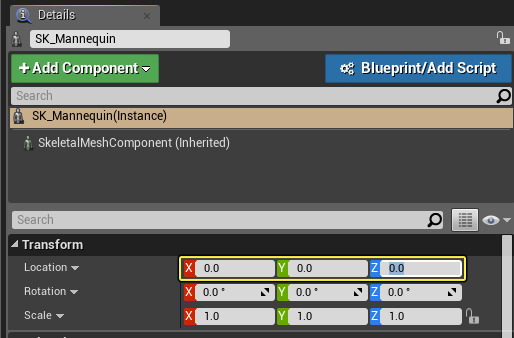 Details
SK_Mannequin
+ Add Component
Blueprint/Add Script
Search
SK_Mannequin(Instance)
SkeletalMeshComponent (Inherited)
Search
Transform
Location X 0.0 Y 0.0 Z 0.0
Rotation X 0.0 ° Y 0.0 ° Z 0.0 °
Scale X 1.0 Y 1.0 Z 1.0